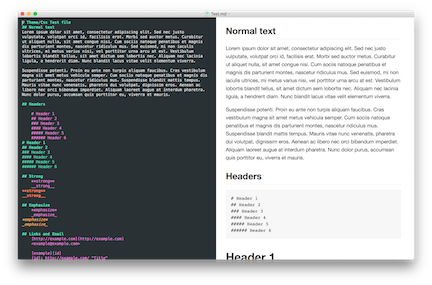 Test.md
# Theme/Css Test file
## Normal text
Lorem ipsum dolor sit amet, consectetur adipiscing elit. Sed nec justo
vulputate, volutpat orci id, facilisis erat. Morbi sed auctor metus. Curabitur
ut aliquet nulla, sit amet congue nisi. Cum sociis natoque penatibus et magnis
dis parturient montes, nascetur ridiculus mus. Sed euismod, mi non iaculis
ultrices, mi metus varius nisi, vel porttitor urna arcu ut est. Vestibulum
lobortis blandit tellus, sit amet dictum sem lobortis nec. Aliquam nec lacinia
ligula, a hendrerit diam. Nunc blandit lacus vitae velit elementum viverra.
Suspendisse potenti. Proin eu ante non turpis aliquam faucibus. Cras vestibulum
magna sit amet metus vehicula semper. Cum sociis natoque penatibus et magnis dis
parturient montes, nascetur ridiculus mus. Suspendisse blandit mattis tempus.
Mauris vitae nunc venenatis, pharetra dui volutpat, dignissim eros. Aenean ac
libero nec orci bibendum imperdiet. Aliquam laoreet augue at interdum pharetra.
Nunc dolor purus, accumsan quis porttitor eu, viverra et mauris.
## Headers
# Header 1
## Header 2
### Header 3
#### Header 4
##### Header 5
###### Header 6
# Header 1
## Header 2
### Header 3
#### Header 4
##### Header 5
###### Header 6
## Strong
**strong**
__strong__
**strong**
__strong__
## Emphasize
*emphasize*
_emphasize_
*emphasize*
_emphasize_
## Links and Email
[http://example.com](http://example.com)
<example@example.com>
[example][id]
[id]: http://example.com/ "Title"
Normal text
Lorem ipsum dolor sit amet, consectetur adipiscing elit. Sed nec justo
vulputate, volutpat orci id, facilisis erat. Morbi sed auctor metus. Curabitur
ut aliquet nulla, sit amet congue nisi. Cum sociis natoque penatibus et
magnis dis parturient montes, nascetur ridiculus mus. Sed euismod, mi non
iaculis ultrices, mi metus varius nisi, vel porttitor urna arcu ut est. Vestibulum
lobortis blandit tellus, sit amet dictum sem lobortis nec. Aliquam nec lacinia
ligula, a hendrerit diam. Nunc blandit lacus vitae velit elementum viverra.
Suspendisse potenti. Proin eu ante non turpis aliquam faucibus. Cras
vestibulum magna sit amet metus vehicula semper. Cum sociis natoque
penatibus et magnis dis parturient montes, nascetur ridiculus mus.
Suspendisse blandit mattis tempus. Mauris vitae nunc venenatis, pharetra
dui volutpat, dignissim eros. Aenean ac libero nec orci bibendum imperdiet.
Aliquam laoreet augue at interdum pharetra. Nunc dolor purus, accumsan
quis porttitor eu, viverra et mauris.
Headers
# Header 1
## Header 2
### Header 3
#### Header 4
##### Header 5
###### Header 6
Header 1